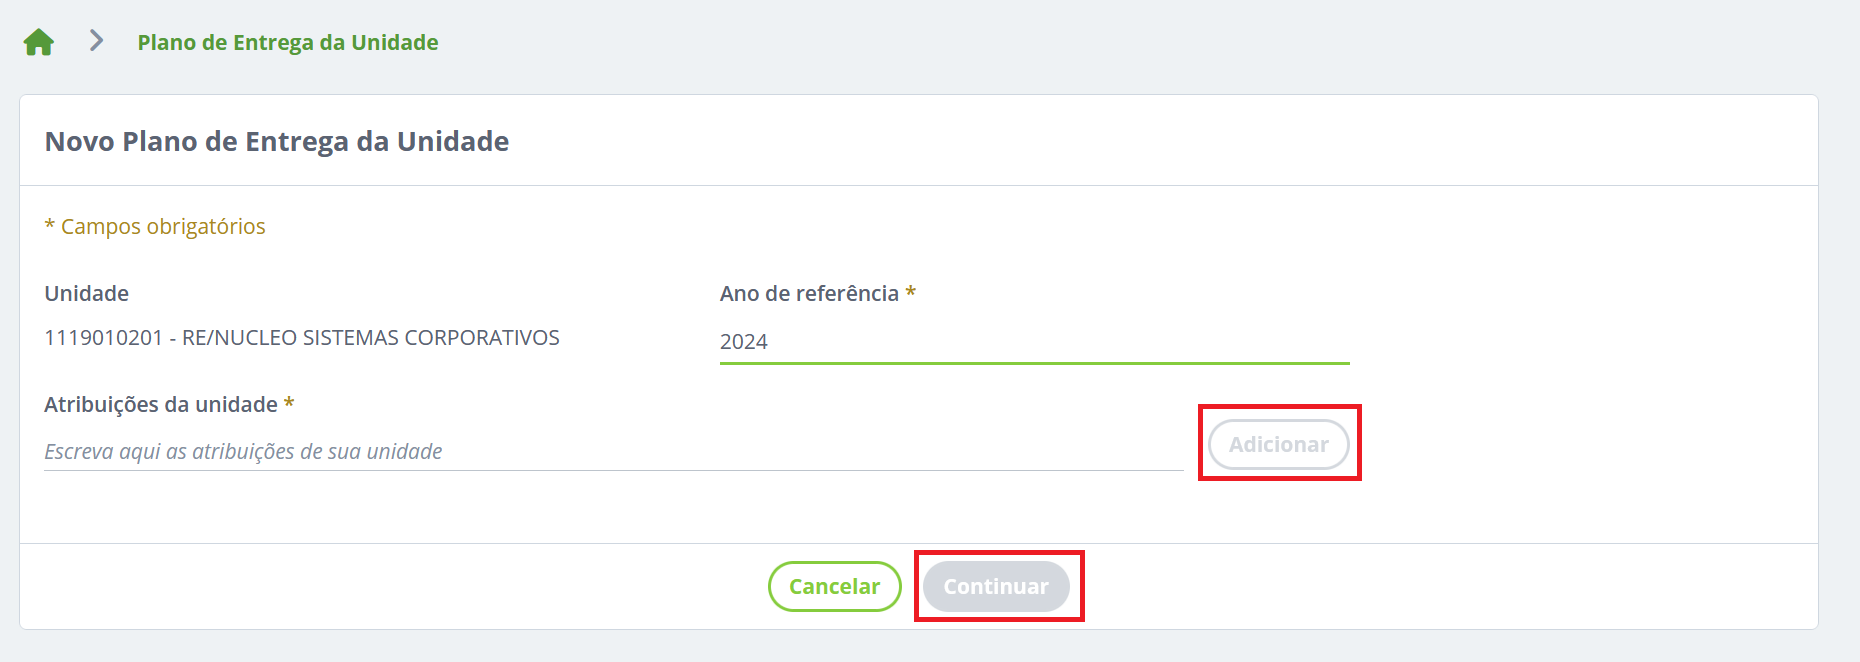 Plano de Entrega da Unidade
Novo Plano de Entrega da Unidade
* Campos obrigatórios
Unidade
1119010201 - RE/NUCLEO SISTEMAS CORPORATIVOS
Ano de referência *
2024
Atribuições da unidade *
Escreva aqui as atribuições de sua unidade
Adicionar
Cancelar
Continuar